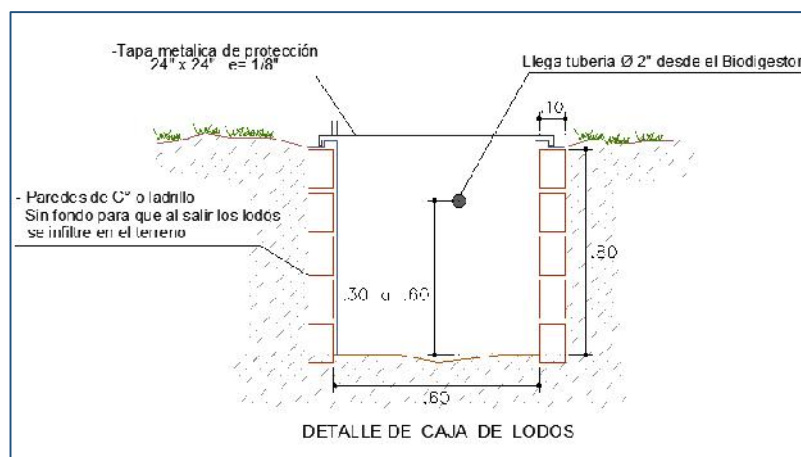 -Tapa metalica de protección
24" x 24" e= 1/8"
Llega tuberia Ø 2" desde el Biodigestor
.10
- Paredes de C° o ladrillo
Sin fondo para que al salir los lodos
se infiltre en el terreno
.30 a .60
.80
.60
DETALLE DE CAJA DE LODOS